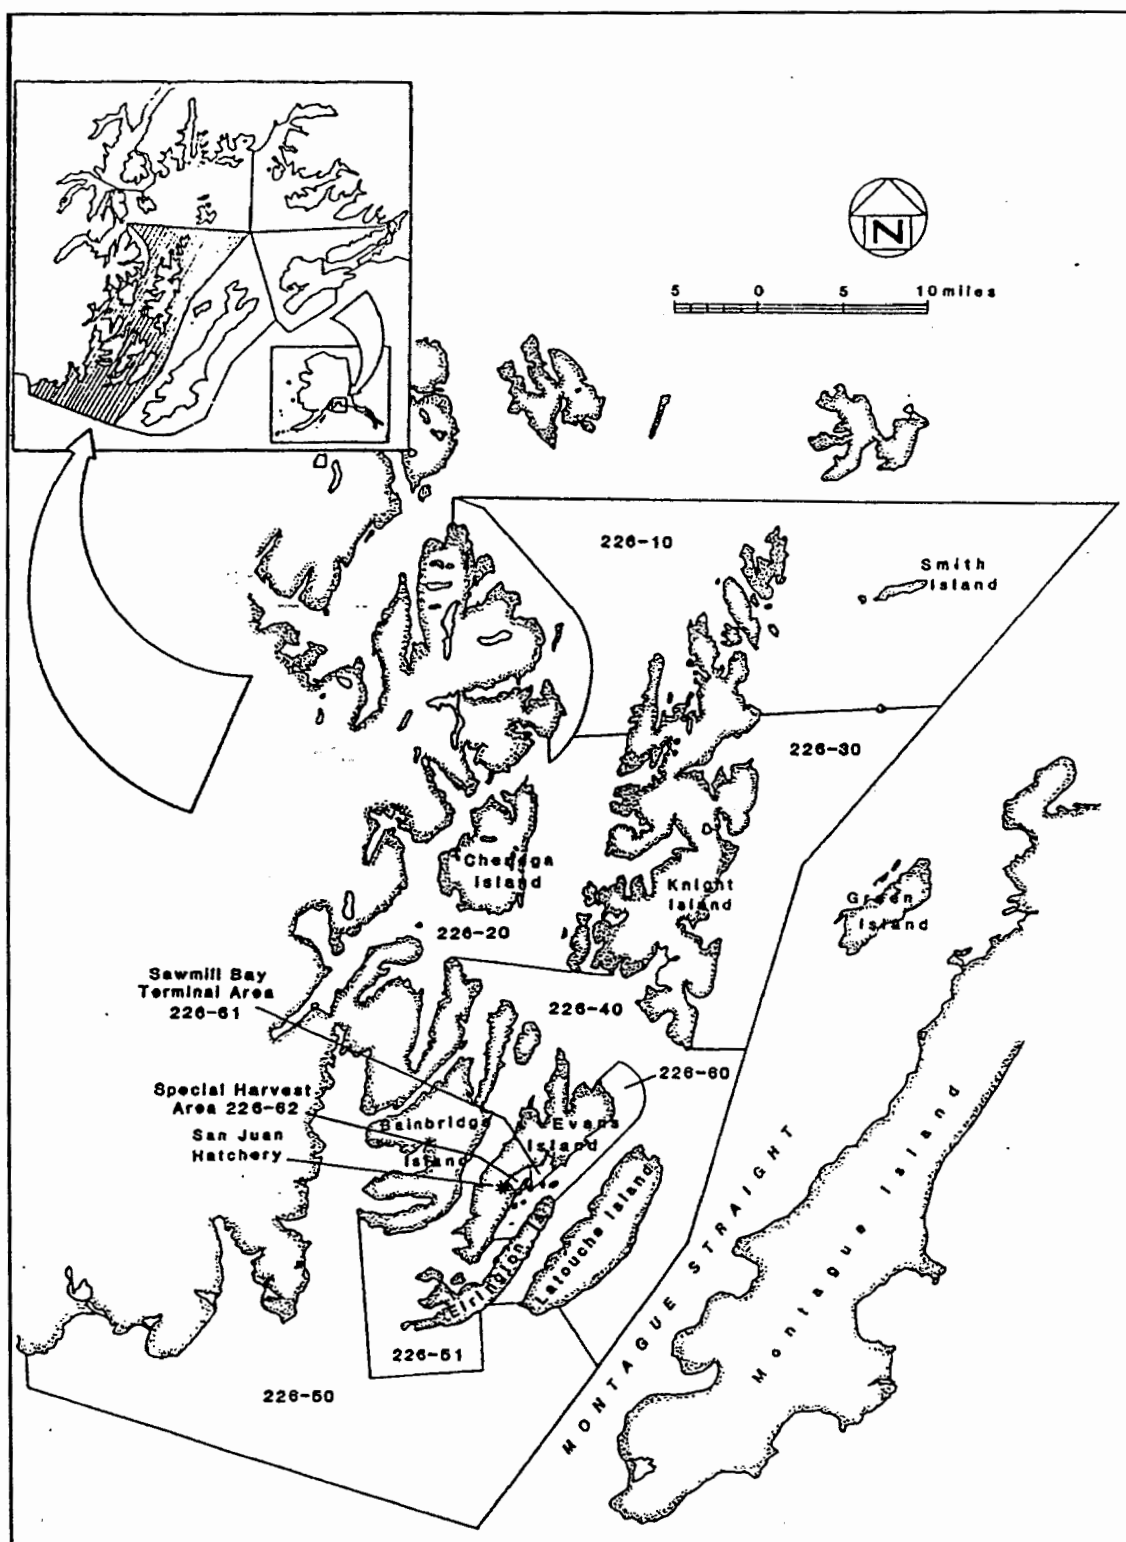 N
5 0 5 10 miles
226-10
Smith
Island
226-30
Chenega
Island
Knight
Island
Green
Island
226-20
Sawmill Bay
Terminal Area
226-61
226-40
226-60
Special Harvest
Area 226-62
San Juan
Hatchery
Bainbridge
Island
Evans
Island
Elrington I.
Latouche Island
MONTAGUE STRAIGHT
Montague Island
226-51
226-50